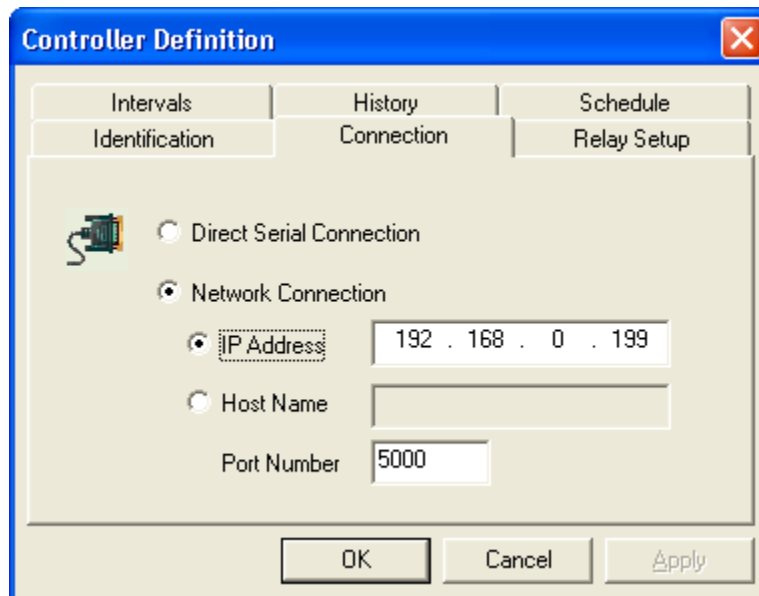 Controller Definition
Intervals History Schedule
Identification Connection Relay Setup
Direct Serial Connection
Network Connection
IP Address 192 . 168 . 0 . 199
Host Name
Port Number 5000
OK Cancel Apply